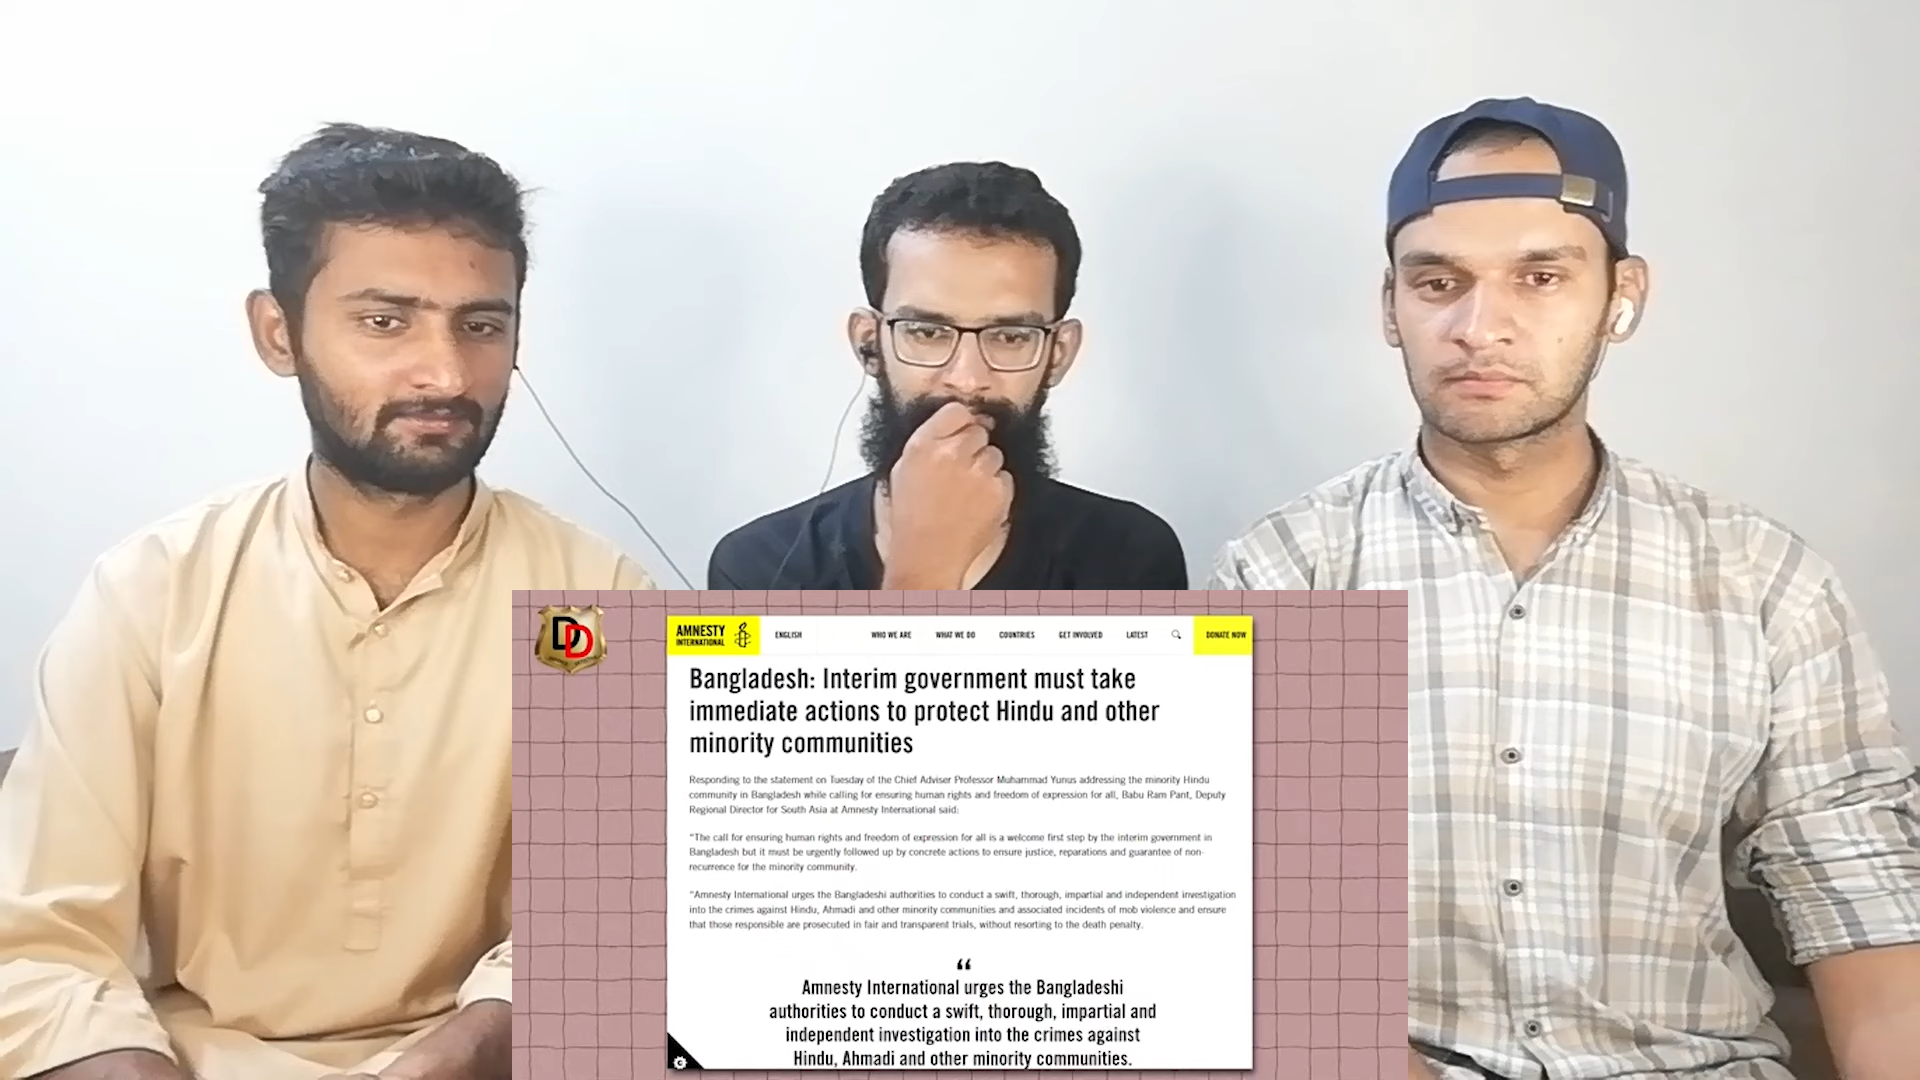 DD
AMNESTY
INTERNATIONAL
ENGLISH
WHO WE ARE
WHAT WE DO
COUNTRIES
GET INVOLVED
LATEST
DONATE NOW
Bangladesh: Interim government must take
immediate actions to protect Hindu and other
minority communities
Responding to the statement on Tuesday of the Chief Adviser Professor Muhammad Yunus addressing the minority Hindu
community in Bangladesh while calling for ensuring human rights and freedom of expression for all, Babu Ram Pant, Deputy
Regional Director for South Asia at Amnesty International said:
“The call for ensuring human rights and freedom of expression for all is a welcome first step by the interim government in
Bangladesh but it must be urgently followed up by concrete actions to ensure justice, reparations and guarantee of non-
recurrence for the minority community.
“Amnesty International urges the Bangladeshi authorities to conduct a swift, thorough, impartial and independent investigation
into the crimes against Hindu, Ahmadi and other minority communities and associated incidents of mob violence and ensure
that those responsible are prosecuted in fair and transparent trials, without resorting to the death penalty.
“
Amnesty International urges the Bangladeshi
authorities to conduct a swift, thorough, impartial and
independent investigation into the crimes against
Hindu, Ahmadi and other minority communities.